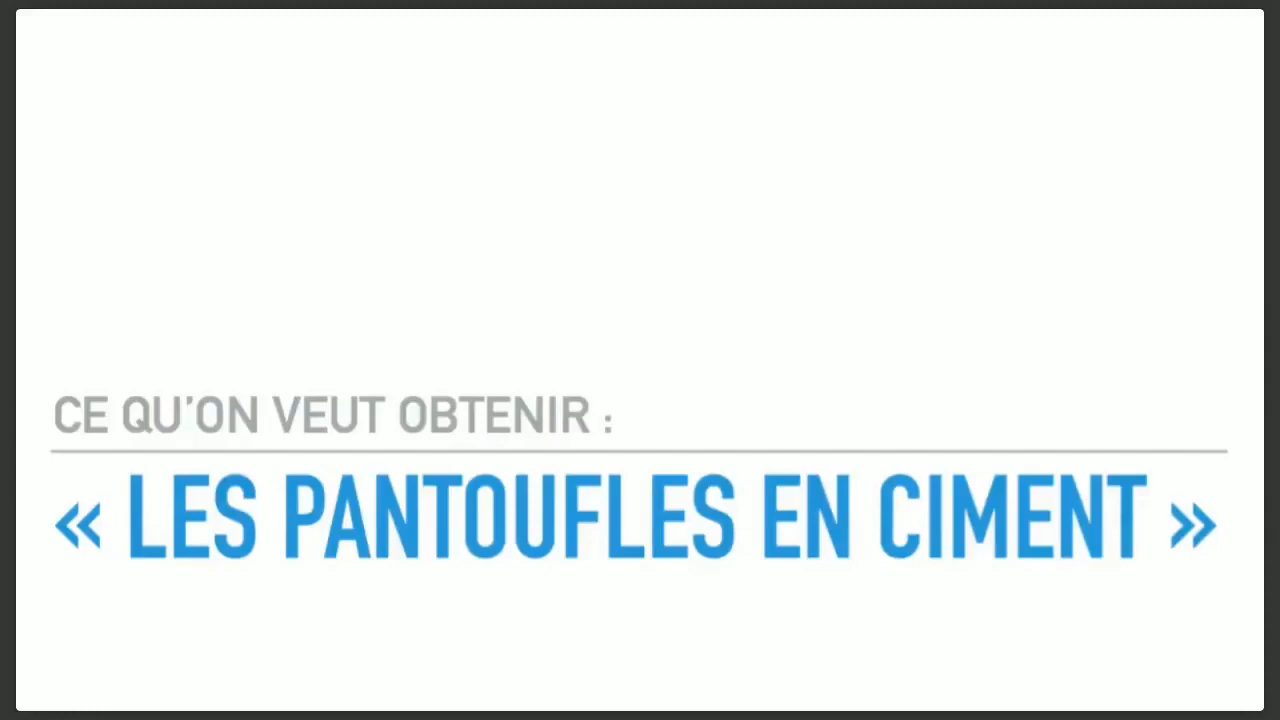 CE QU'ON VEUT OBTENIR :
« LES PANTOUFLES EN CIMENT »